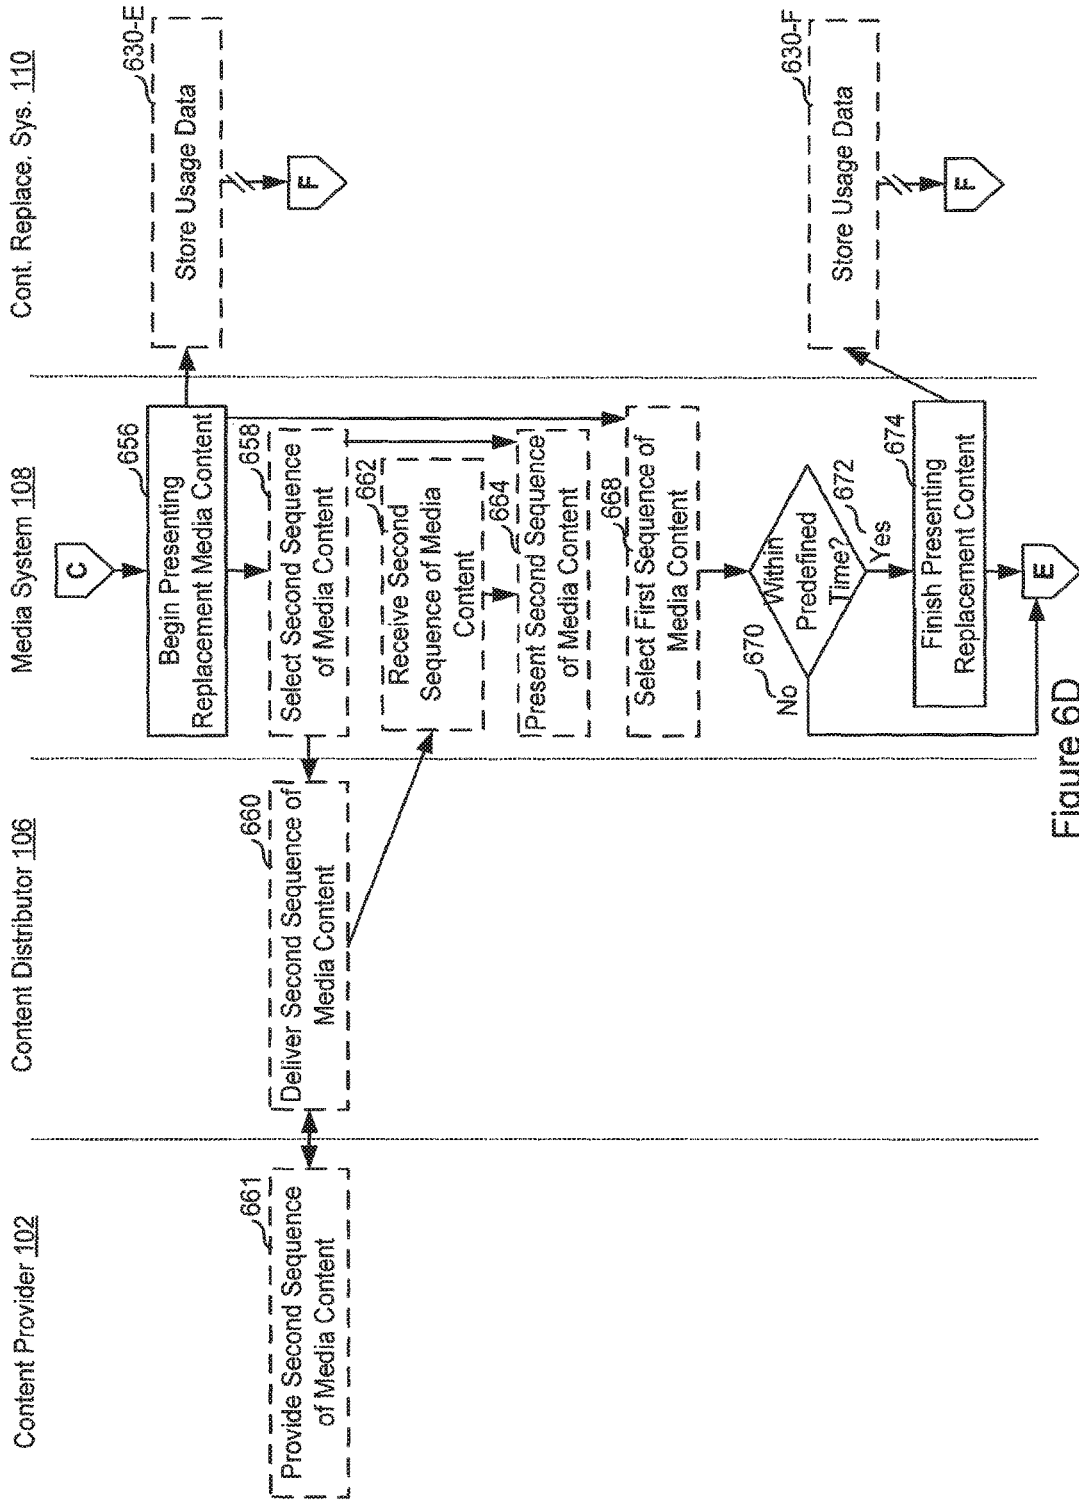 Content Provider 102
Content Distributor 106
Media System 108
Cont. Replace. Sys. 110
C
656
Begin Presenting
Replacement Media Content
630-E
Store Usage Data
F
661
Provide Second Sequence
of Media Content
660
Deliver Second Sequence of
Media Content
658
Select Second Sequence
of Media Content
662
Receive Second
Sequence of Media
Content
664
Present Second Sequence
of Media Content
668
Select First Sequence of
Media Content
670
No
Within
Predefined
Time?
672
Yes
674
Finish Presenting
Replacement Content
630-F
Store Usage Data
F
E
Figure 6D